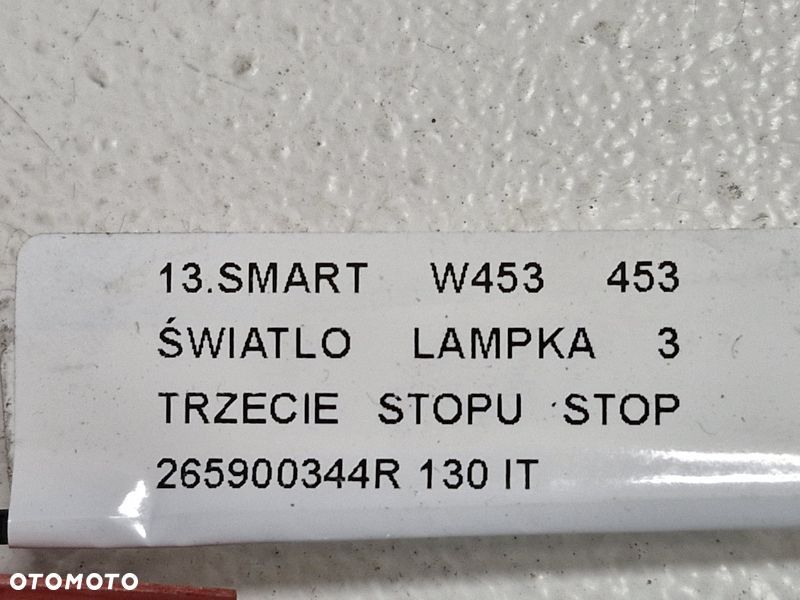 13.SMART W453 453
ŚWIATLO LAMPKA 3
TRZECIE STOPU STOP
265900344R 130 IT
OTOMOTO